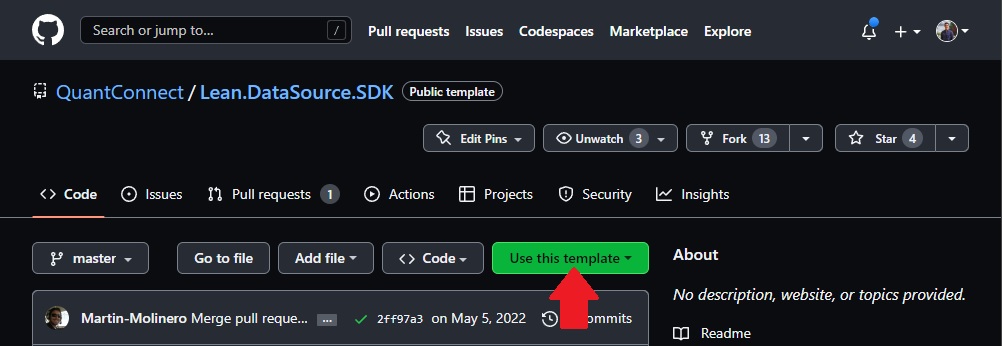 Search or jump to... /
Pull requests Issues Codespaces Marketplace Explore
QuantConnect / Lean.DataSource.SDK Public template
Edit Pins Unwatch 3 Fork 13 Star 4
Code Issues Pull requests 1 Actions Projects Security Insights
master Go to file Add file Code Use this template
About
Martin-Molinero Merge pull reque... ... 2ff97a3 on May 5, 2022
No description, website, or topics provided.
Readme